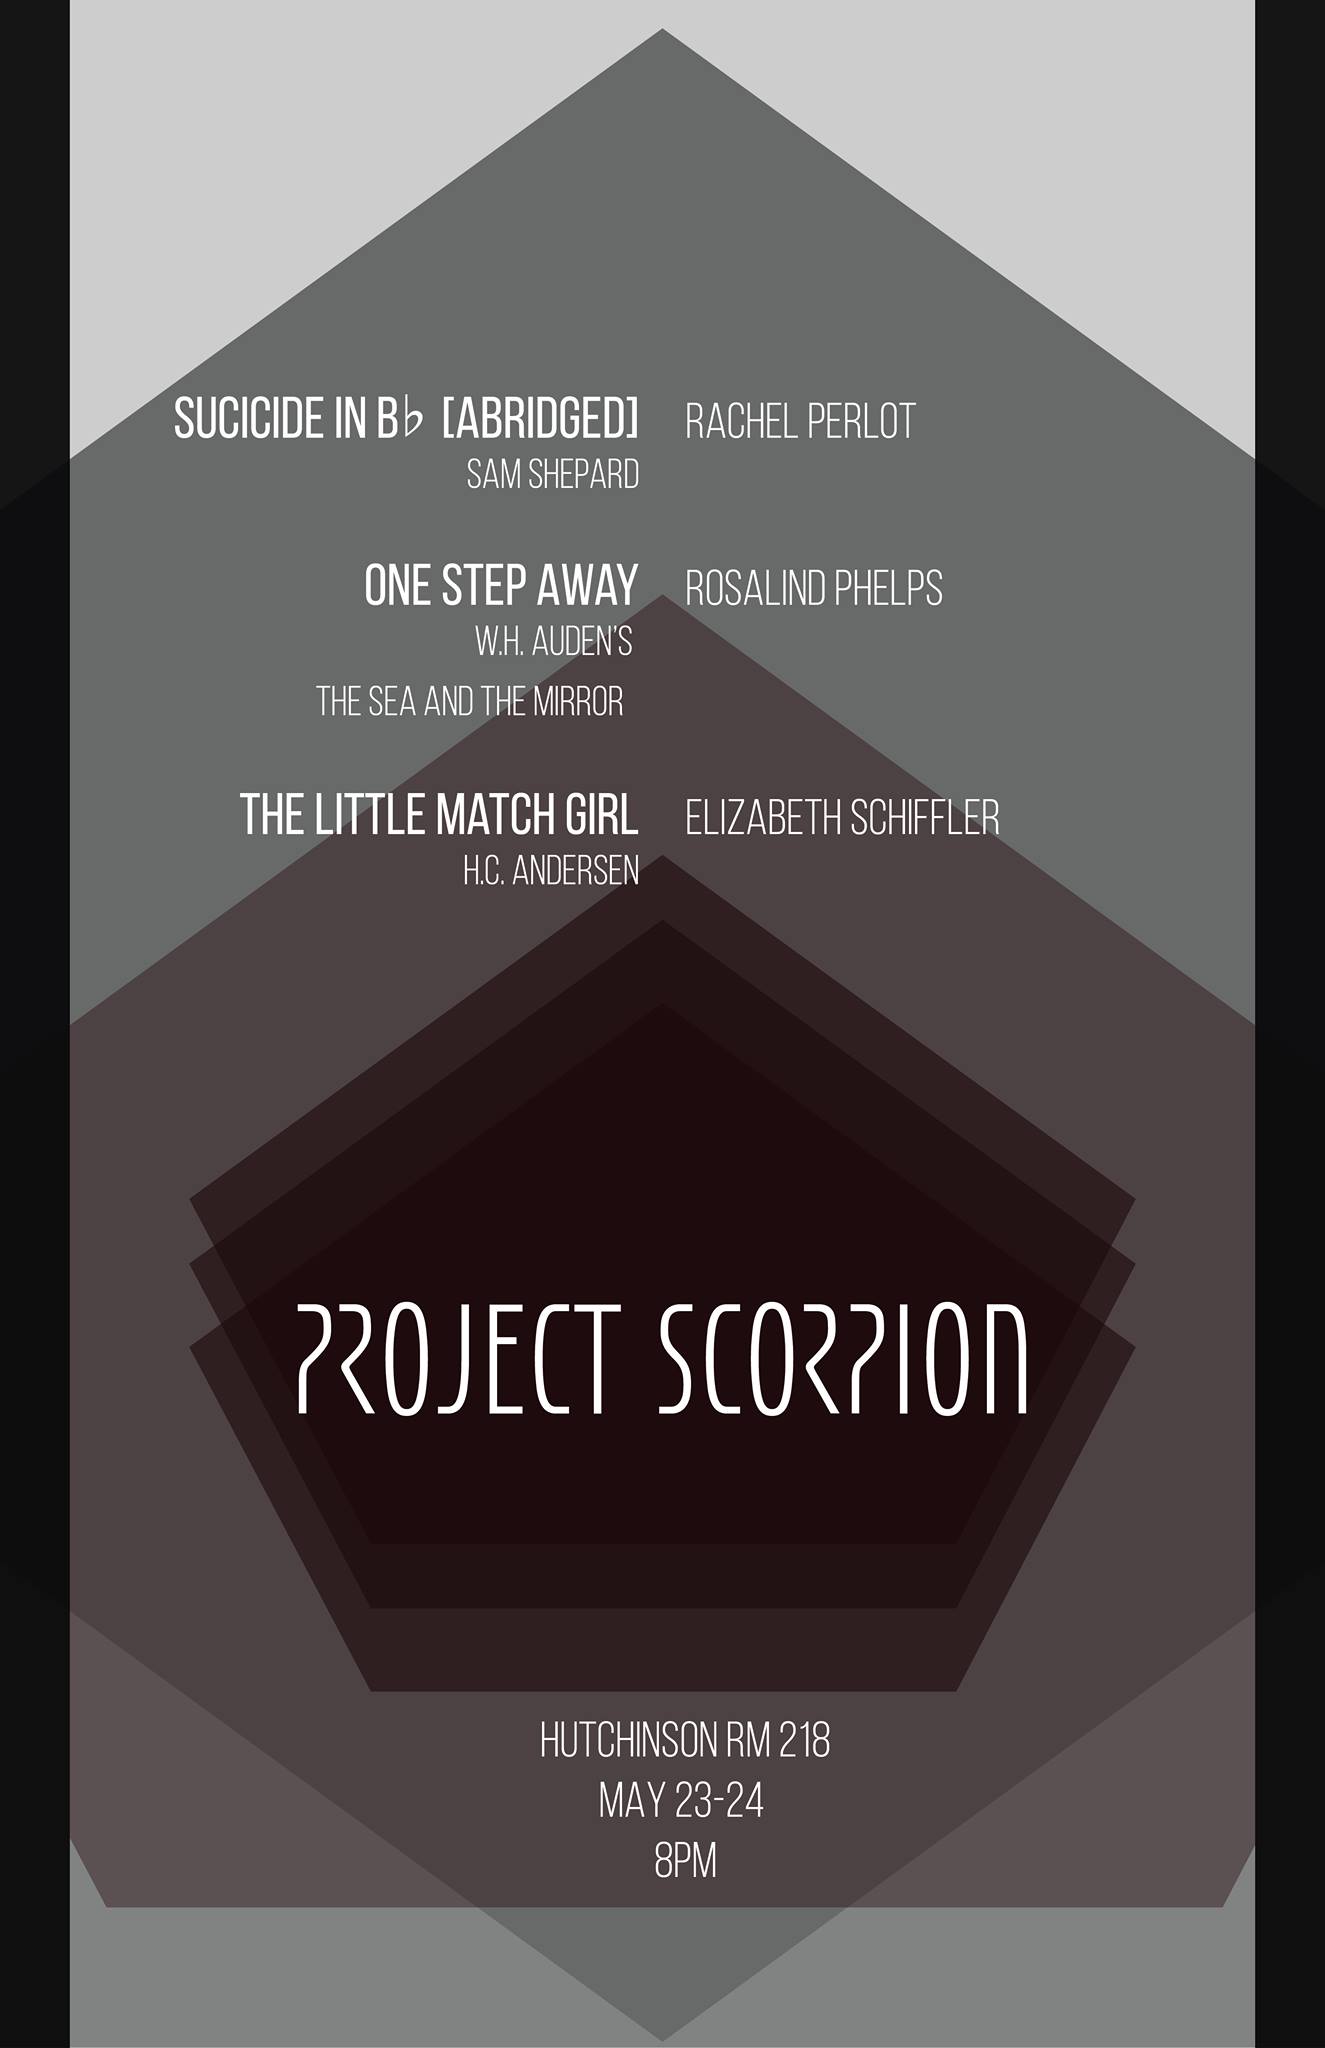 SUCICIDE IN B♭ [ABRIDGED] RACHEL PERLOT
SAM SHEPARD
ONE STEP AWAY ROSALIND PHELPS
W.H. AUDEN'S
THE SEA AND THE MIRROR
THE LITTLE MATCH GIRL ELIZABETH SCHIFFLER
H.C. ANDERSEN
PROJECT SCORPION
HUTCHINSON RM 218
MAY 23-24
8PM